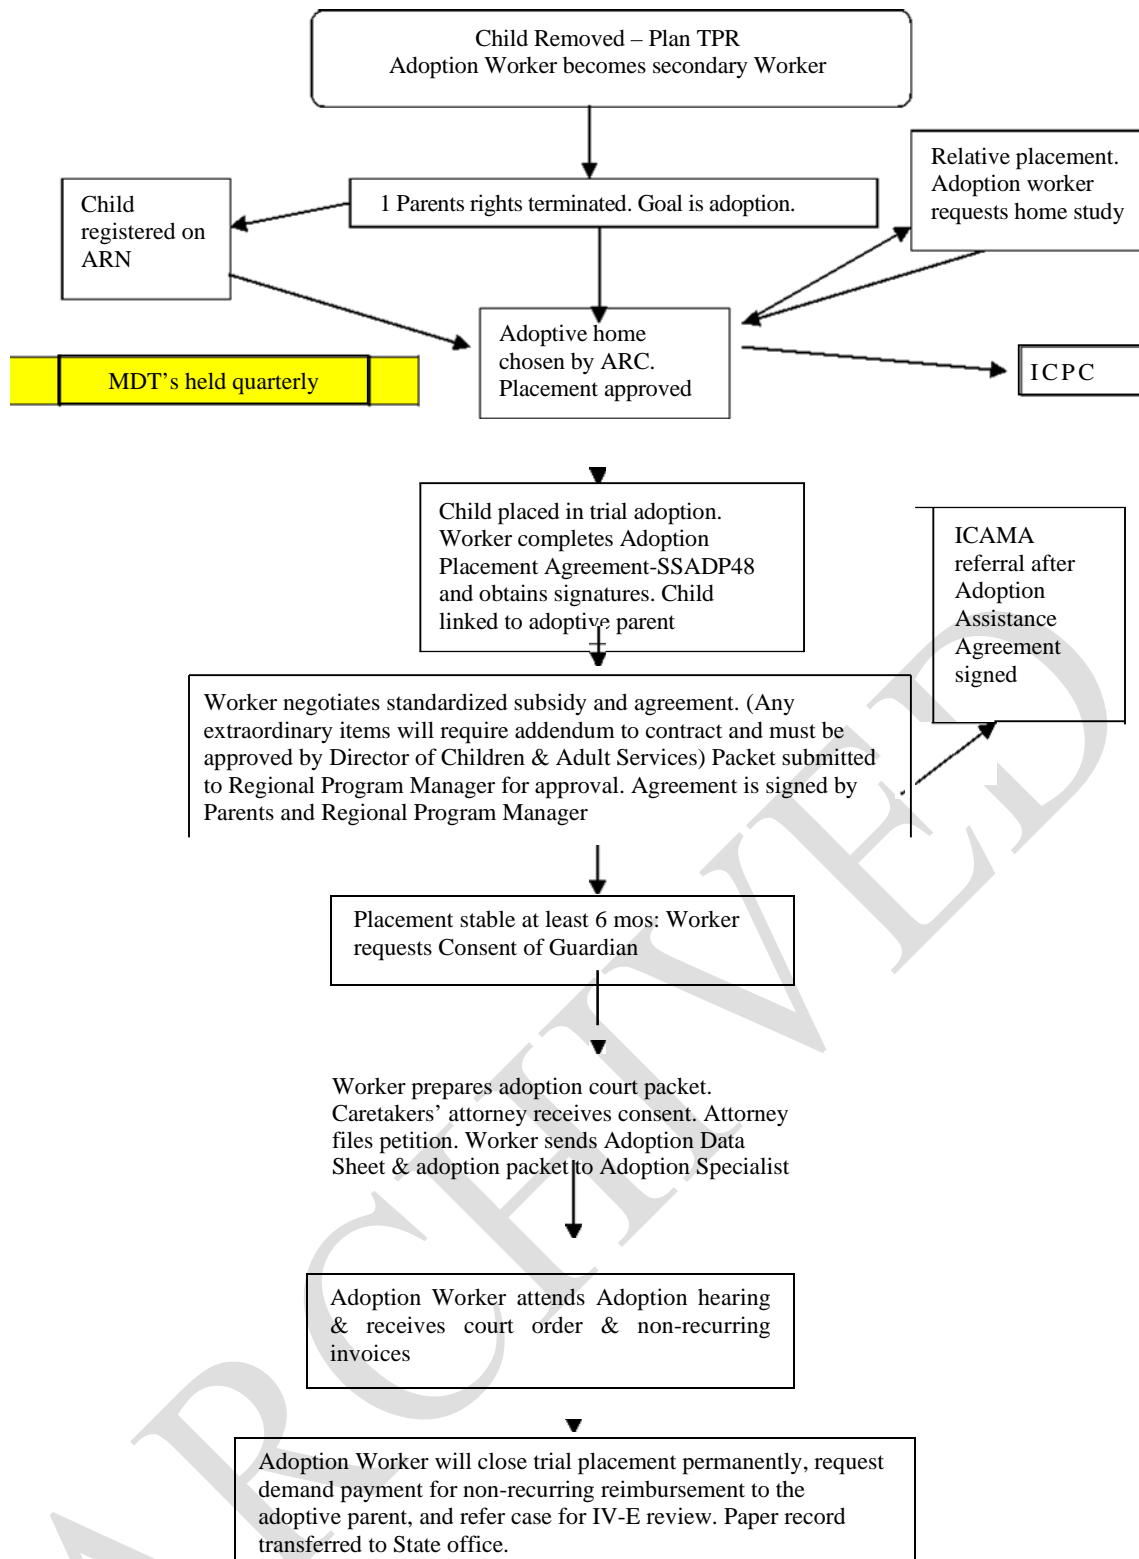 Child Removed – Plan TPR
Adoption Worker becomes secondary Worker
Relative placement.
Adoption worker
requests home study
Child
registered on
ARN
1 Parents rights terminated. Goal is adoption.
Adoptive home
chosen by ARC.
Placement approved
MDT's held quarterly
ICPC
Child placed in trial adoption.
Worker completes Adoption
Placement Agreement-SSADP48
and obtains signatures. Child
linked to adoptive parent
ICAMA
referral after
Adoption
Assistance
Agreement
signed
Worker negotiates standardized subsidy and agreement. (Any
extraordinary items will require addendum to contract and must be
approved by Director of Children & Adult Services) Packet submitted
to Regional Program Manager for approval. Agreement is signed by
Parents and Regional Program Manager
Placement stable at least 6 mos: Worker
requests Consent of Guardian
Worker prepares adoption court packet.
Caretakers’ attorney receives consent. Attorney
files petition. Worker sends Adoption Data
Sheet & adoption packet to Adoption Specialist
Adoption Worker attends Adoption hearing
& receives court order & non-recurring
invoices
Adoption Worker will close trial placement permanently, request
demand payment for non-recurring reimbursement to the
adoptive parent, and refer case for IV-E review. Paper record
transferred to State office.
ARCHIVED